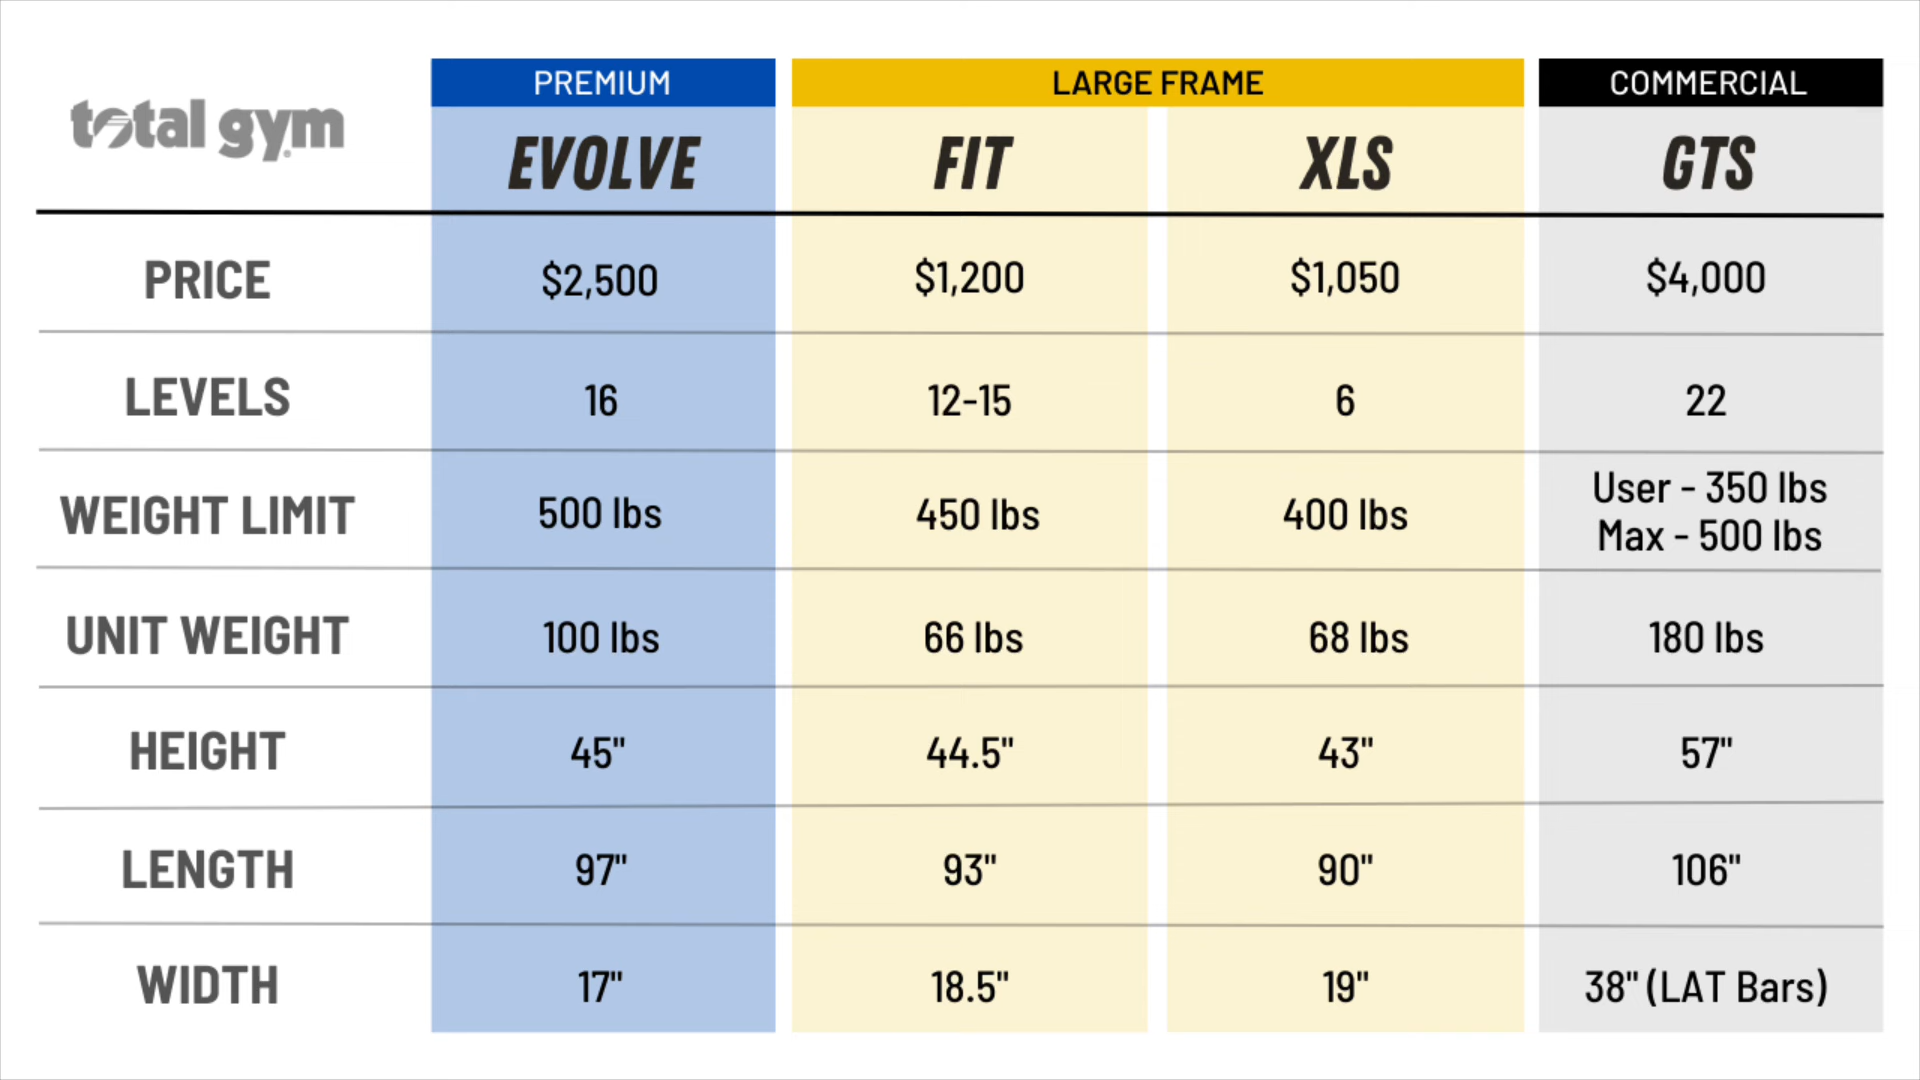 total gym
PREMIUM LARGE FRAME COMMERCIAL
EVOLVE FIT XLS GTS
PRICE $2,500 $1,200 $1,050 $4,000
LEVELS 16 12-15 6 22
WEIGHT LIMIT 500 lbs 450 lbs 400 lbs User - 350 lbs
Max - 500 lbs
UNIT WEIGHT 100 lbs 66 lbs 68 lbs 180 lbs
HEIGHT 45" 44.5" 43" 57"
LENGTH 97" 93" 90" 106"
WIDTH 17" 18.5" 19" 38" (LAT Bars)